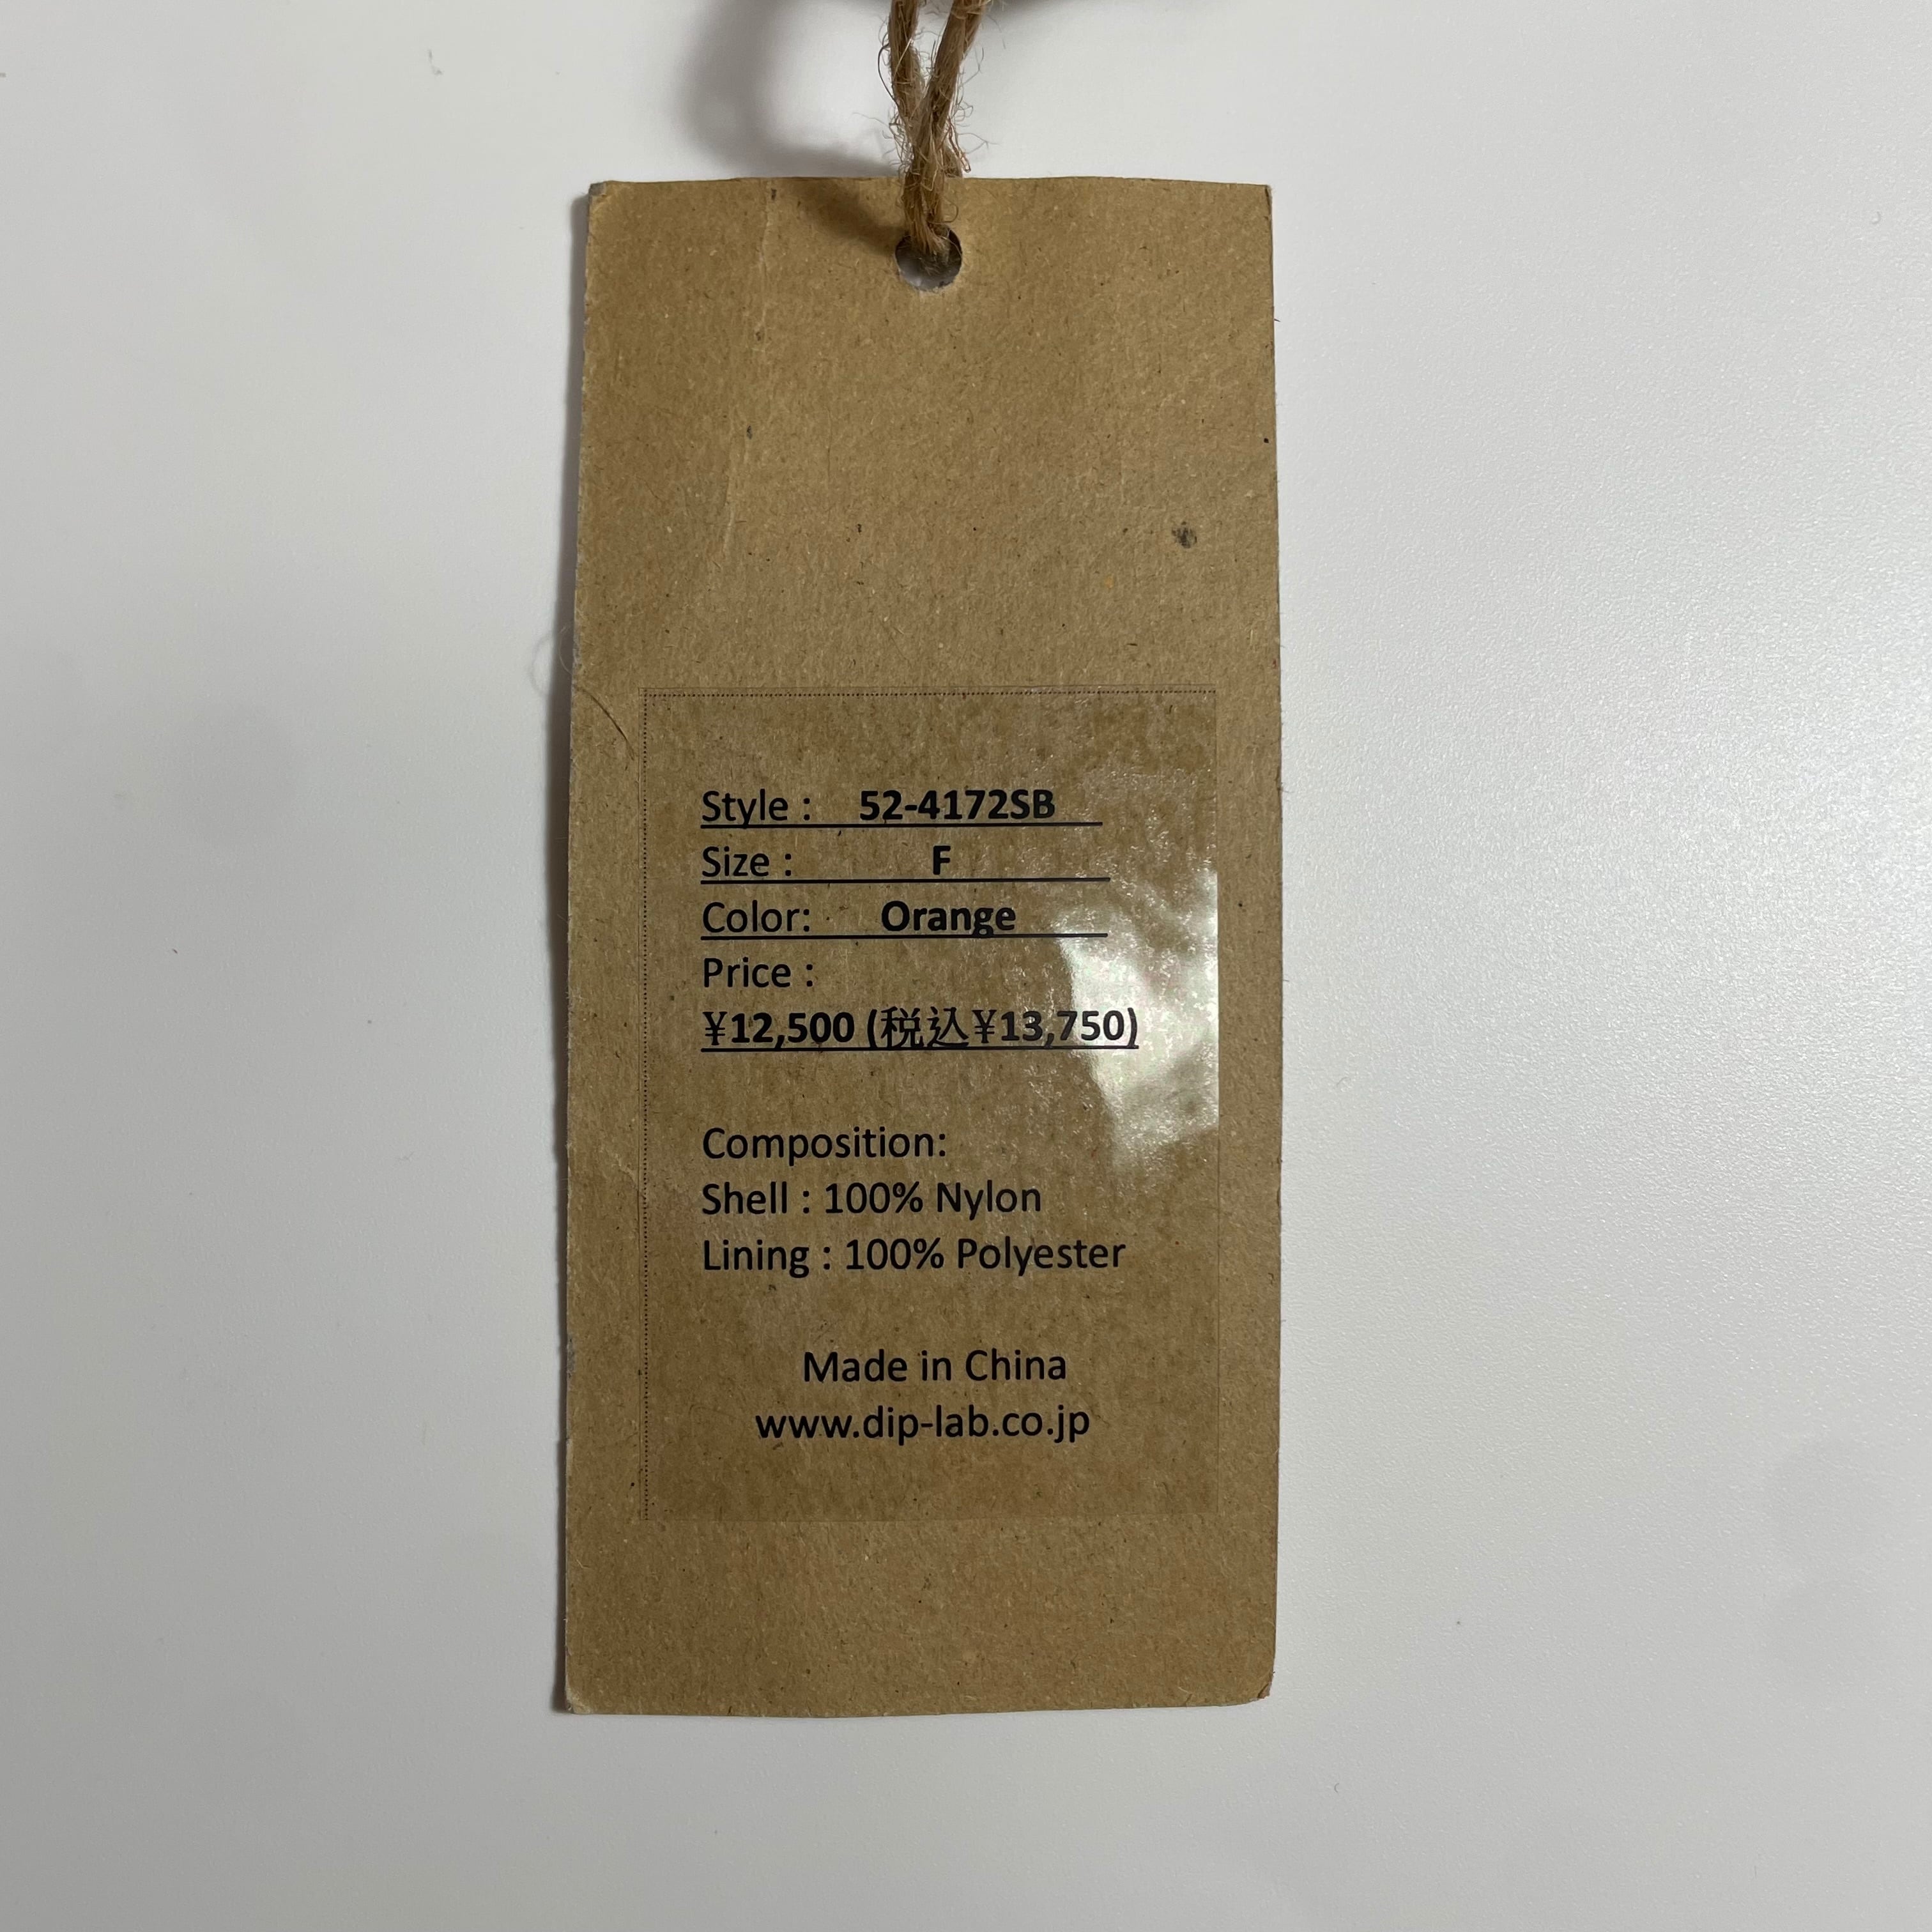 Style : 52-4172SB
Size : F
Color: Orange
Price :
¥12,500 (税込¥13,750)
Composition:
Shell : 100% Nylon
Lining : 100% Polyester
Made in China
www.dip-lab.co.jp